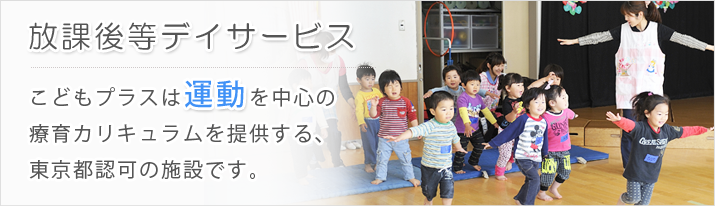 放課後等デイサービス
こどもプラスは運動を中心の
療育カリキュラムを提供する、
東京都認可の施設です。